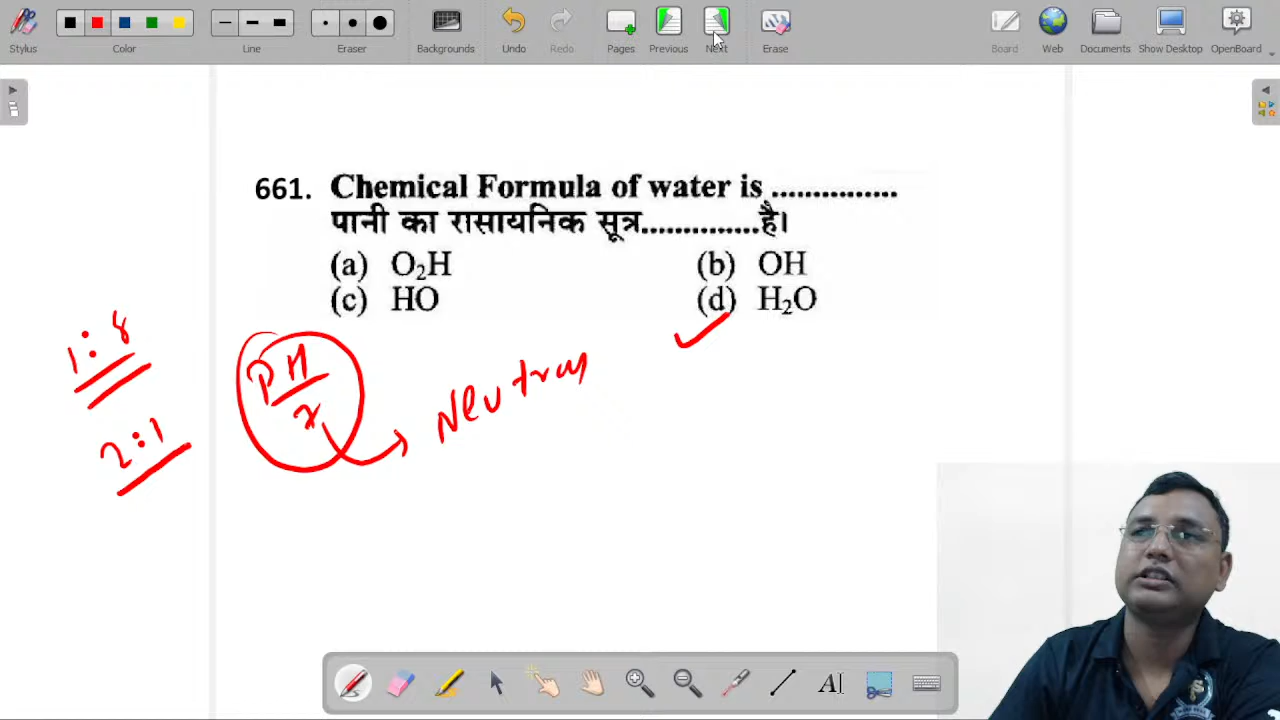 Stylus Color Line Eraser Backgrounds Undo Redo Pages Previous Next Erase Board Web Documents Show Desktop OpenBoard
661. Chemical Formula of water is ...............
पानी का रासायनिक सूत्र..............है।
(a) O₂H (b) OH
(c) HO (d) H₂O
1:8
PH
7
Neutral
2:1